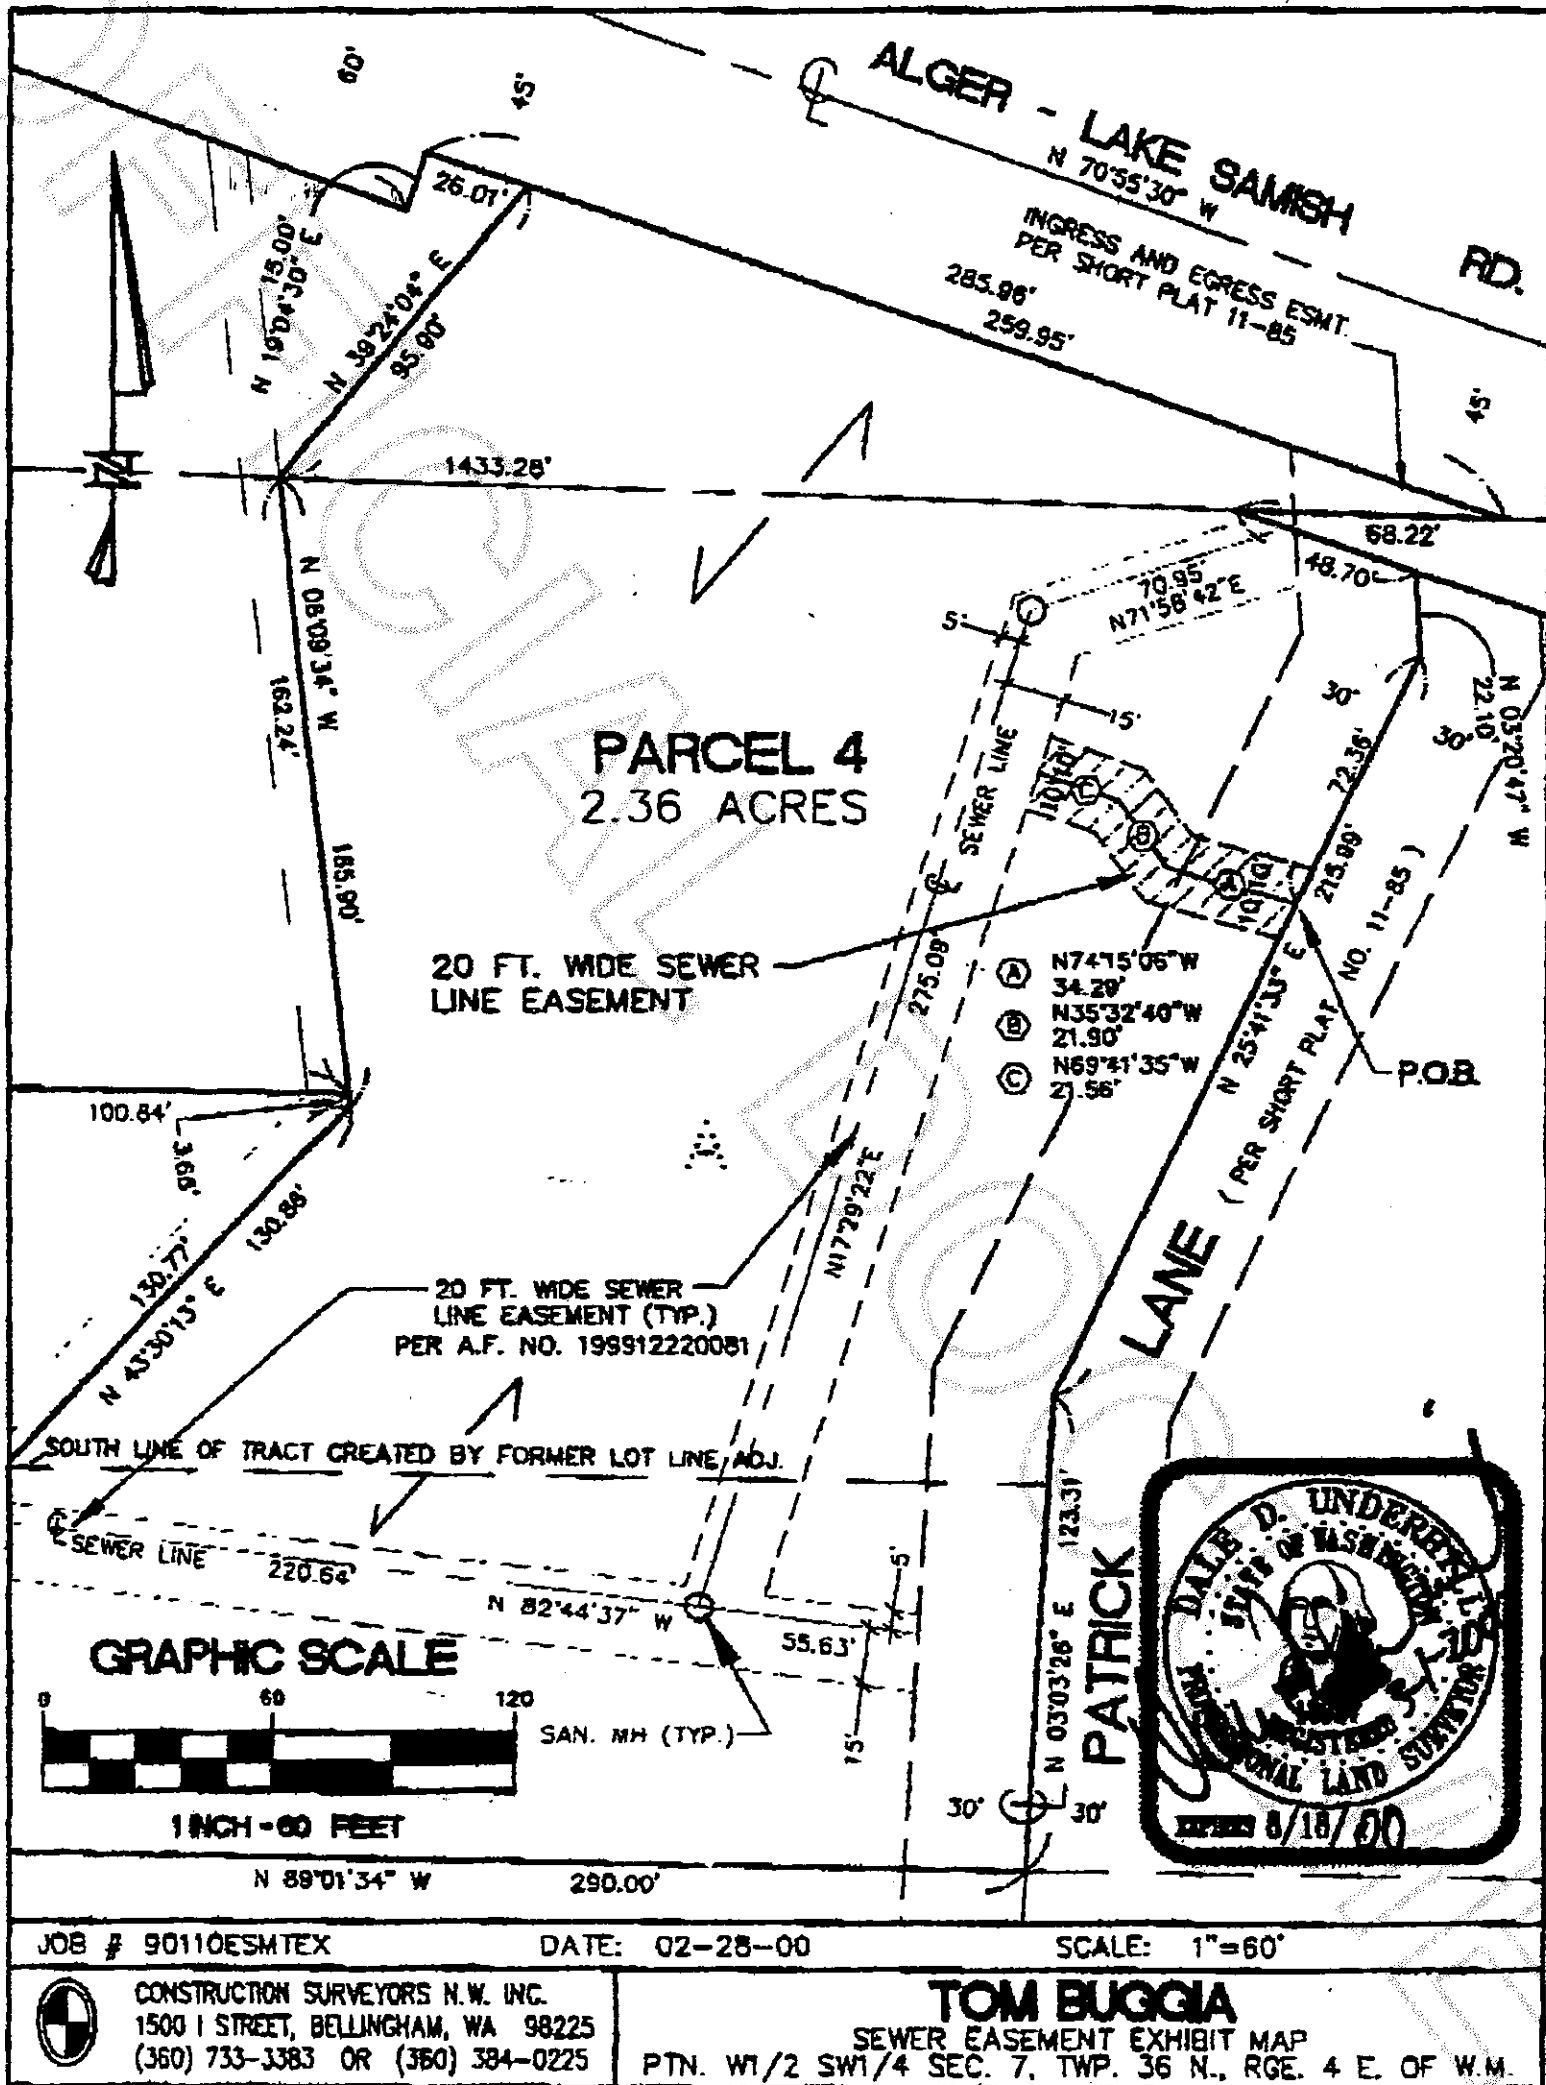 60'
45'
ALGER - LAKE SAMISH RD.
N 70°55'30" W
INGRESS AND EGRESS ESMT.
PER SHORT PLAT 11-85
26.07'
285.96'
259.95'
15.00'
N 19°04'30" E
N 39°24'04" E
95.90'
45'
N
1433.28'
68.22'
48.70'
70.95'
N71°58'42"E
5'
15'
N 08°09'34" W
162.24'
185.90'
30'
30'
N 03°20'47" W
22.10'
72.36'
215.99'
PARCEL 4
2.36 ACRES
SEWER LINE
10' 10'
C
B
A
10' 10'
20 FT. WIDE SEWER
LINE EASEMENT
275.09'
A N74°15'06"W
34.29'
B N35°32'40"W
21.90'
C N69°41'35"W
21.56'
N 25°41'33" E
P.O.B.
100.84'
3.66'
130.77'
130.88'
N 43°30'13" E
N17°29'22"E
PATRICK LANE ( PER SHORT PLAT NO. 11-85 )
20 FT. WIDE SEWER
LINE EASEMENT (TYP.)
PER A.F. NO. 199912220081
SOUTH LINE OF TRACT CREATED BY FORMER LOT LINE ADJ.
SEWER LINE
220.64'
N 82°44'37" W
55.63'
5'
15'
SAN. MH (TYP.)
N 03°03'26" E 123.31'
30' 30'
GRAPHIC SCALE
0 60 120
1 INCH - 60 FEET
N 89°01'34" W 290.00'
DALE D. UNDERHILL
STATE OF WASHINGTON
REGISTERED
PROFESSIONAL LAND SURVEYOR
EXPIRES 8/18/00
JOB # 90110ESMTEX DATE: 02-28-00 SCALE: 1"=60'
CONSTRUCTION SURVEYORS N.W. INC.
1500 I STREET, BELLINGHAM, WA 98225
(360) 733-3383 OR (360) 384-0225
TOM BUGGIA
SEWER EASEMENT EXHIBIT MAP
PTN. W1/2 SW1/4 SEC. 7, TWP. 36 N., RGE. 4 E. OF W.M.
UNOFFICIAL DOCUMENT